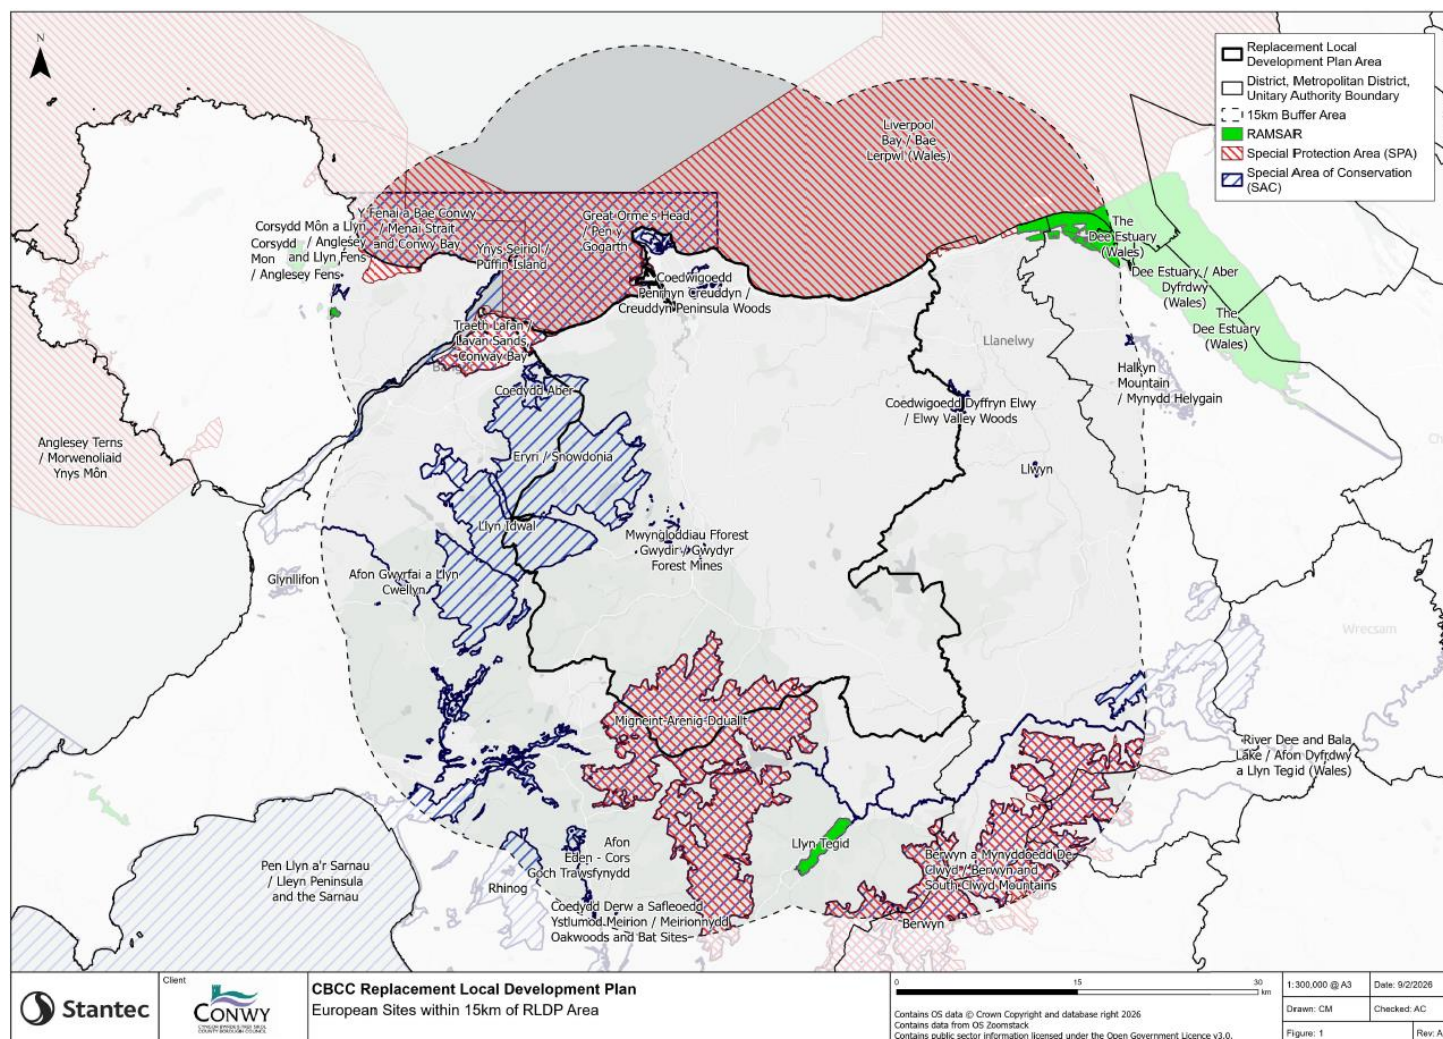 N
Replacement Local
Development Plan Area
District, Metropolitan District,
Unitary Authority Boundary
15km Buffer Area
RAMSAR
Special Protection Area (SPA)
Special Area of Conservation
(SAC)
Liverpool
Bay / Bae
Lerpwl (Wales)
Y Fenai a Bae Conwy
/ Menai Strait
and Conwy Bay
Corsydd Môn a Llyn
/ Anglesey
and Llyn Fens
Corsydd
Mon
/ Anglesey Fens
Ynys Seiriol /
Puffin Island
Great Orme's Head
/ Pen y
Gogarth
Coedwigoedd
Penrhyn Creuddyn /
Creuddyn Peninsula Woods
The
Dee Estuary
(Wales)
Dee Estuary / Aber
Dyfrdwy
(Wales)
The
Dee Estuary
(Wales)
Traeth Lafan /
Lavan Sands,
Conway Bay
Llanelwy
Halkyn
Mountain
/ Mynydd Helygain
Coedydd Aber
Coedwigoedd Dyffryn Elwy
/ Elwy Valley Woods
Anglesey Terns
/ Morwenoliaid
Ynys Môn
Eryri / Snowdonia
Llwyn
Llyn Idwal
Mwyngloddiau Fforest
Gwydir / Gwydyr
Forest Mines
Glynllifon
Afon Gwyrfai a Llyn
Cwellyn
Wrecsam
Migneint-Arenig-Dduallt
River Dee and Bala
Lake / Afon Dyfrdwy
a Llyn Tegid (Wales)
Llyn Tegid
Afon
Eden - Cors
Goch Trawsfynydd
Pen Llyn a'r Sarnau
/ Lleyn Peninsula
and the Sarnau
Rhinog
Berwyn a Mynyddoedd De
Clwyd / Berwyn and
South Clwyd Mountains
Coedydd Derw a Safleoedd
Ystlumod Meirion / Meirionnydd
Oakwoods and Bat Sites
Berwyn
Stantec
Client
CONWY
CYNGOR BWRDEISTREF SIROL
COUNTY BOROUGH COUNCIL
CBCC Replacement Local Development Plan
European Sites within 15km of RLDP Area
0 15 30
km
Contains OS data © Crown Copyright and database right 2026
Contains data from OS Zoomstack
Contains public sector information licensed under the Open Government Licence v3.0.
1:300,000 @ A3
Date: 9/2/2026
Drawn: CM
Checked: AC
Figure: 1
Rev: A